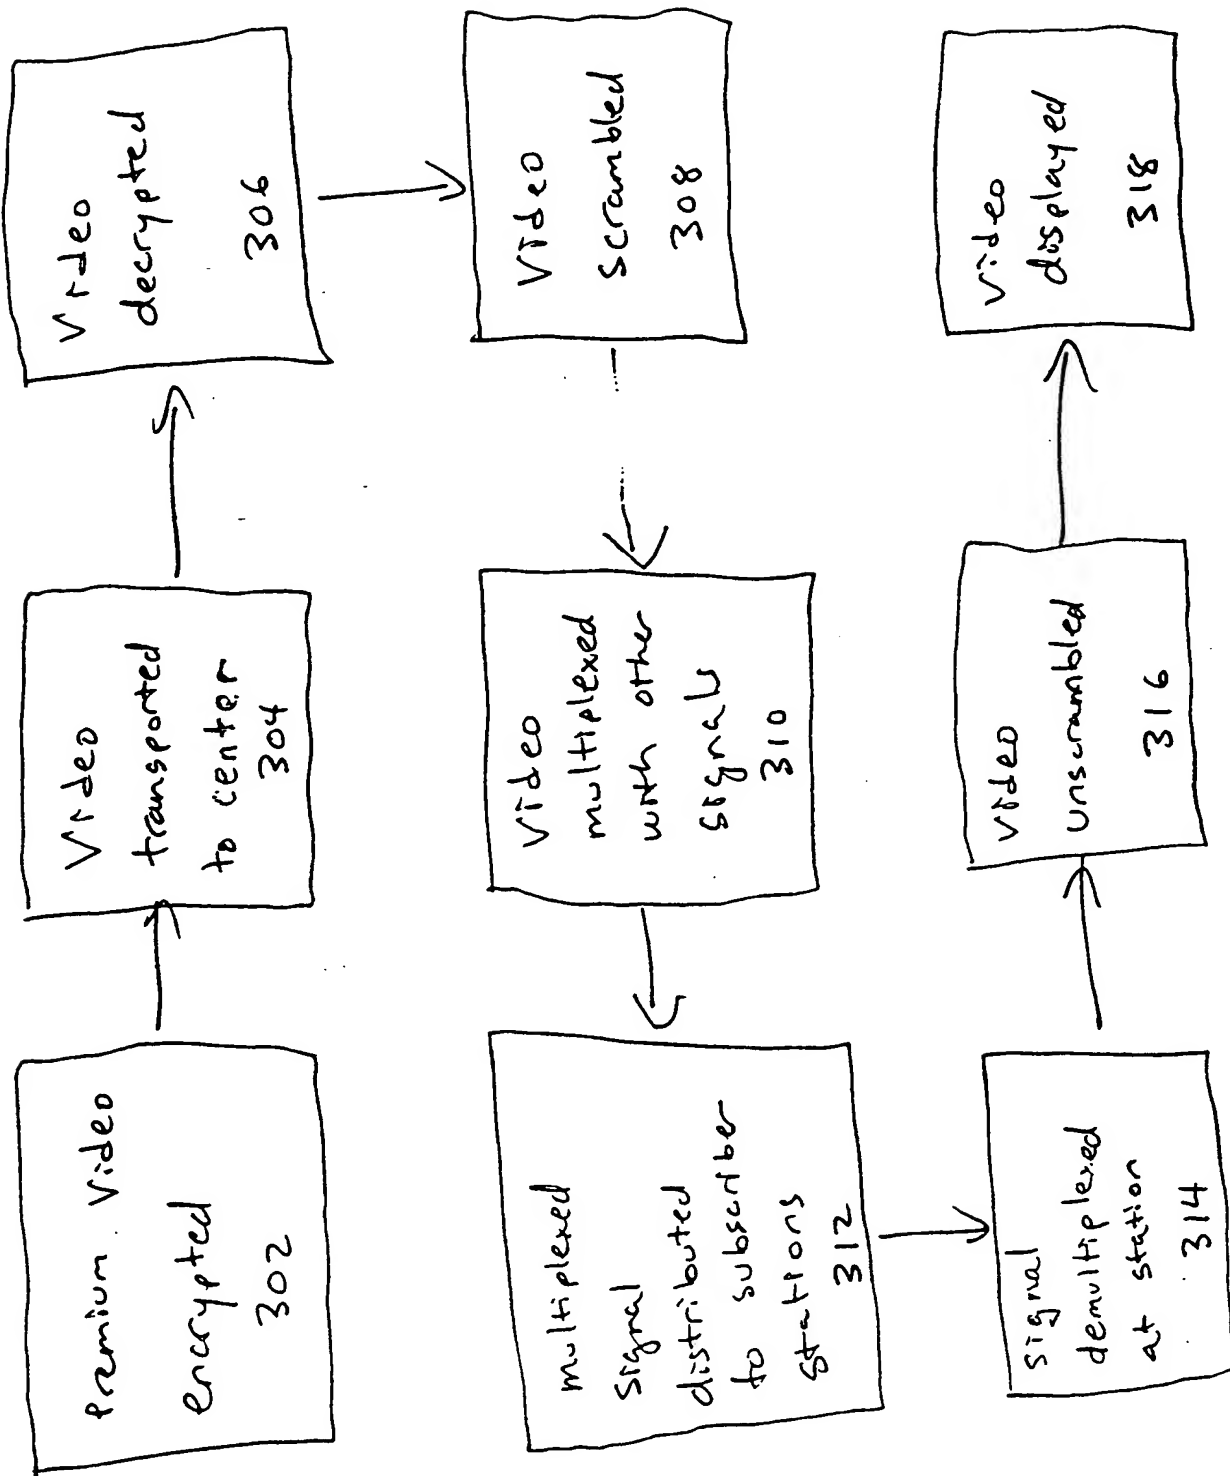 Premium Video
encrypted
302
Video
transported
to center
304
Video
decrypted
306
Video
scrambled
308
Video
multiplexed
with other
signals
310
multiplexed
signal
distributed
to subscriber
stations
312
signal
demultiplexed
at station
314
Video
unscrambled
316
Video
displayed
318